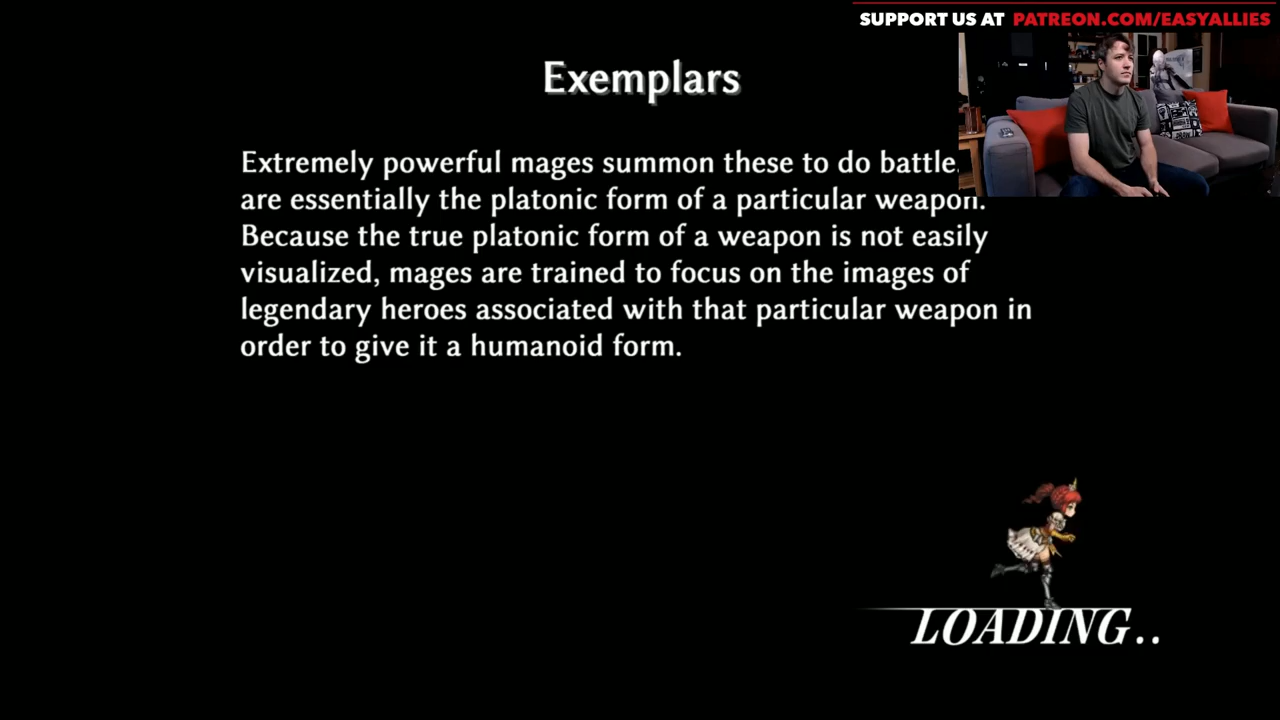 SUPPORT US AT PATREON.COM/EASYALLIES
Exemplars
Extremely powerful mages summon these to do battle.
are essentially the platonic form of a particular weapon.
Because the true platonic form of a weapon is not easily
visualized, mages are trained to focus on the images of
legendary heroes associated with that particular weapon in
order to give it a humanoid form.
LOADING..